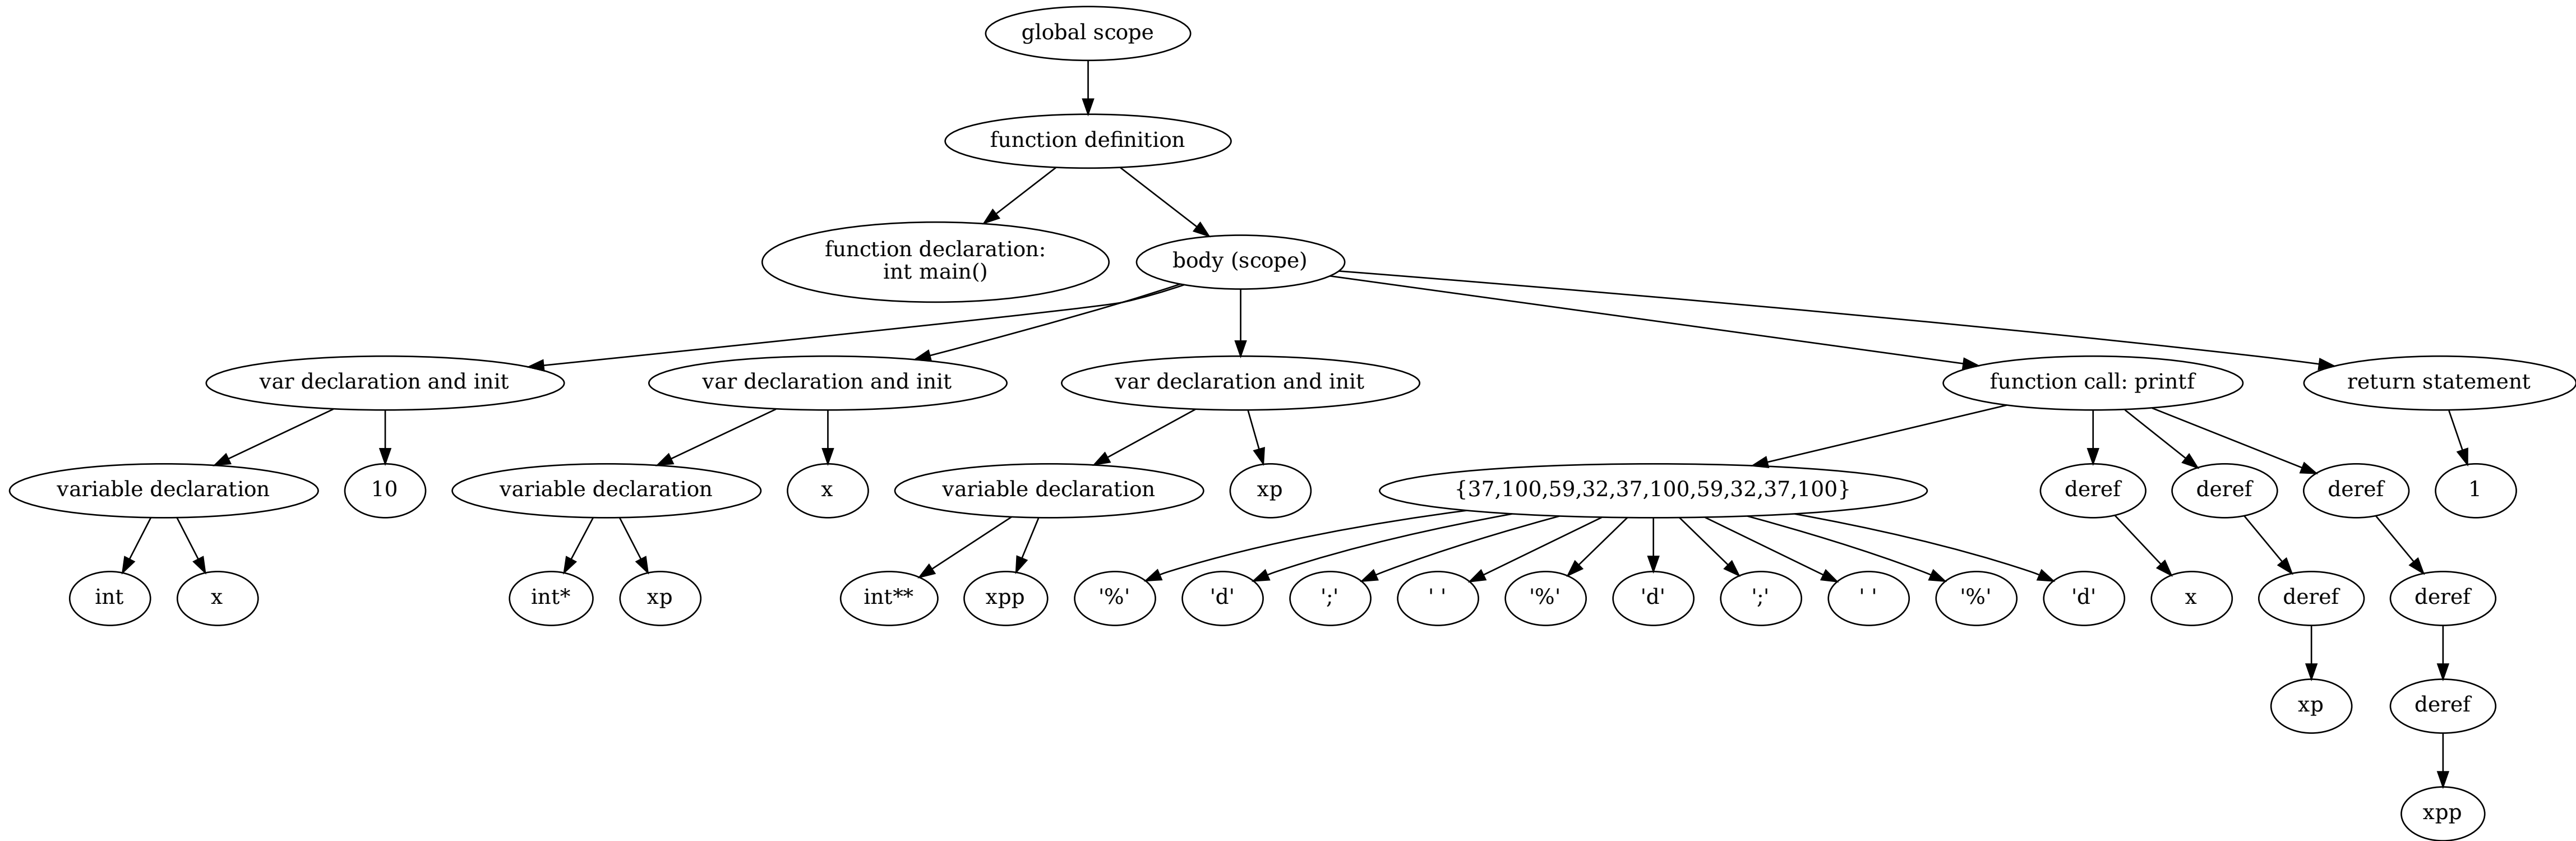 global scope
function definition
function declaration:
int main()
body (scope)
var declaration and init
var declaration and init
var declaration and init
function call: printf
return statement
variable declaration
10
variable declaration
x
variable declaration
xp
{37,100,59,32,37,100,59,32,37,100}
deref
deref
deref
1
int
x
int*
xp
int**
xpp
'%'
'd'
';'
' '
'%'
'd'
';'
' '
'%'
'd'
x
deref
deref
xp
deref
xpp